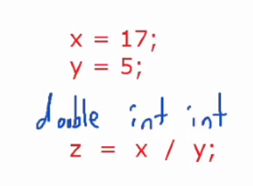 x = 17;
y = 5;
double int int
z = x / y;